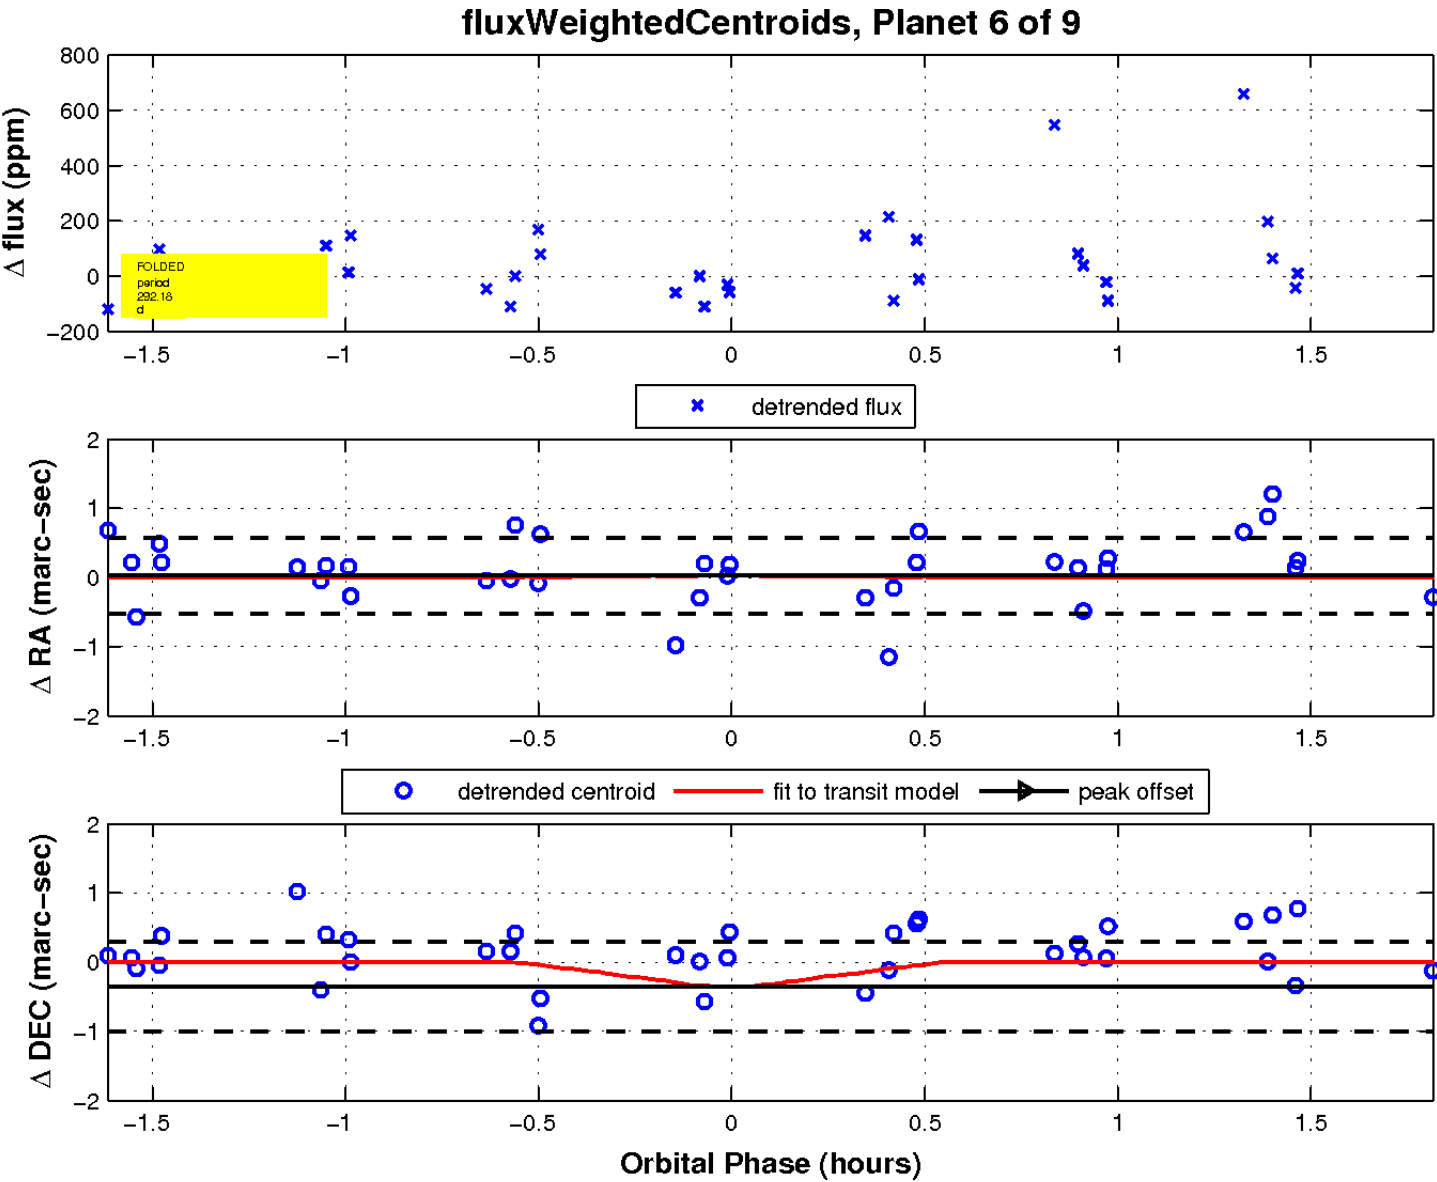 fluxWeightedCentroids, Planet 6 of 9
Δ flux (ppm)
800
600
400
200
0
−200
FOLDED
period
292.18
d
−1.5 −1 −0.5 0 0.5 1 1.5
detrended flux
Δ RA (marc−sec)
2
1
0
−1
−2
−1.5 −1 −0.5 0 0.5 1 1.5
detrended centroid fit to transit model peak offset
Δ DEC (marc−sec)
2
1
0
−1
−2
−1.5 −1 −0.5 0 0.5 1 1.5
Orbital Phase (hours)